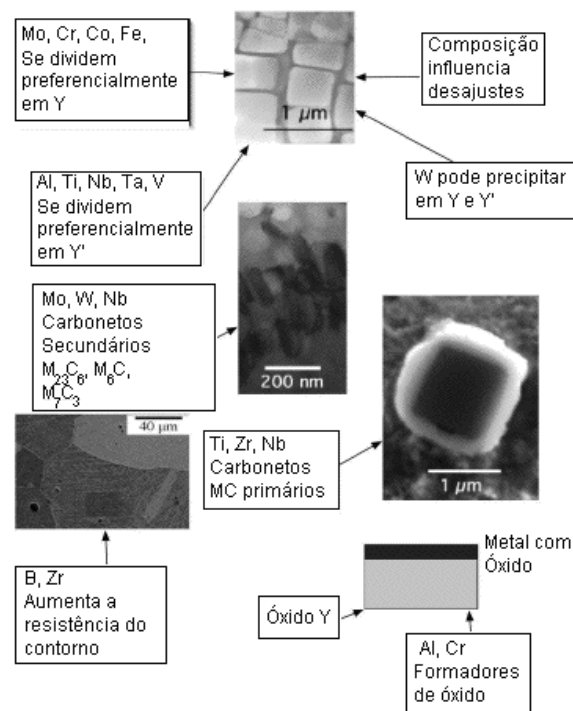 Mo, Cr, Co, Fe,
Se dividem
preferencialmente
em Y
1 µm
Composição
influencia
desajustes
Al, Ti, Nb, Ta, V
Se dividem
preferencialmente
em Y'
W pode precipitar
em Y e Y'
Mo, W, Nb
Carbonetos
Secundários
M23C6, M6C,
M7C3
200 nm
40 µm
Ti, Zr, Nb
Carbonetos
MC primários
1 µm
B, Zr
Aumenta a
resistência do
contorno
Metal com
Óxido
Óxido Y
Al, Cr
Formadores
de óxido